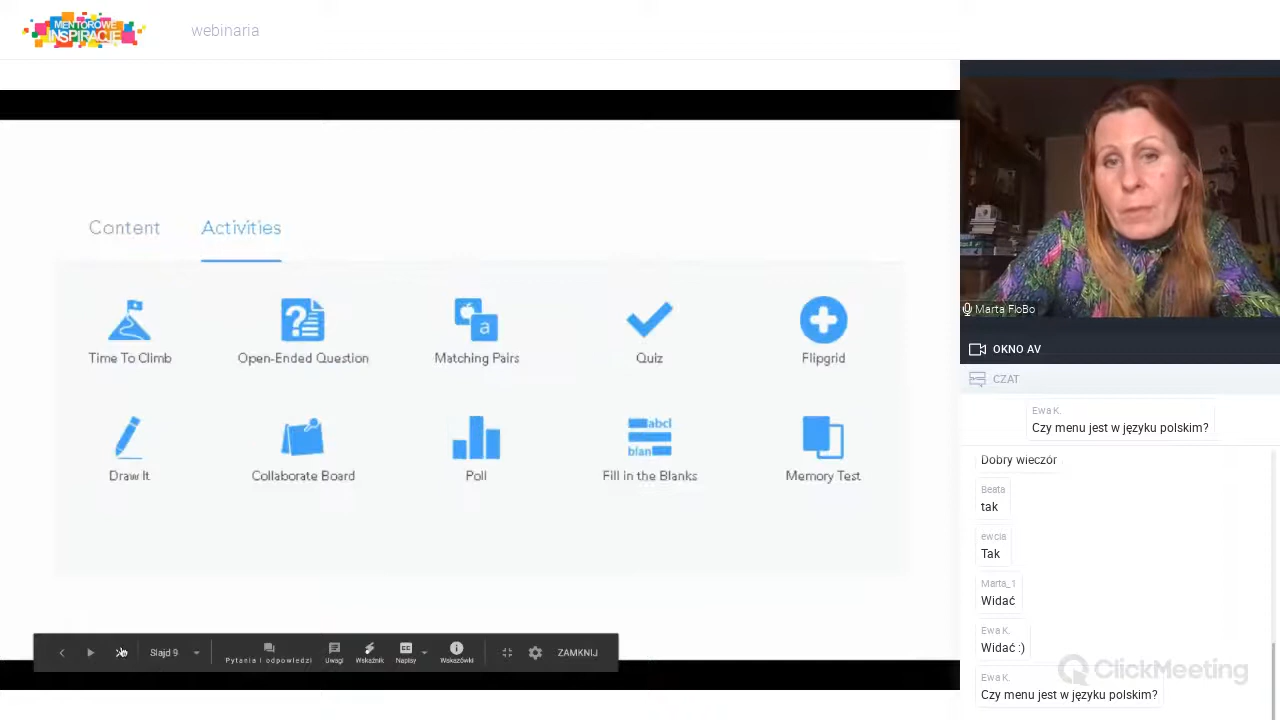 MENTOROWE
INSPIRACJE
webinaria
Content
Activities
Time To Climb
Open-Ended Question
Matching Pairs
a
Quiz
Flipgrid
Draw It
Collaborate Board
Poll
abcl
blan
Fill in the Blanks
Memory Test
Slajd 9
Pytania i odpowiedzi
Uwagi
Wskaźnik
Napisy
Wskazówki
ZAMKNIJ
Marta FloBo
OKNO AV
CZAT
Ewa K.
Czy menu jest w języku polskim?
Dobry wieczór
Beata
tak
ewcia
Tak
Marta_1
Widać
Ewa K.
Widać :)
Ewa K.
Czy menu jest w języku polskim?
ClickMeeting